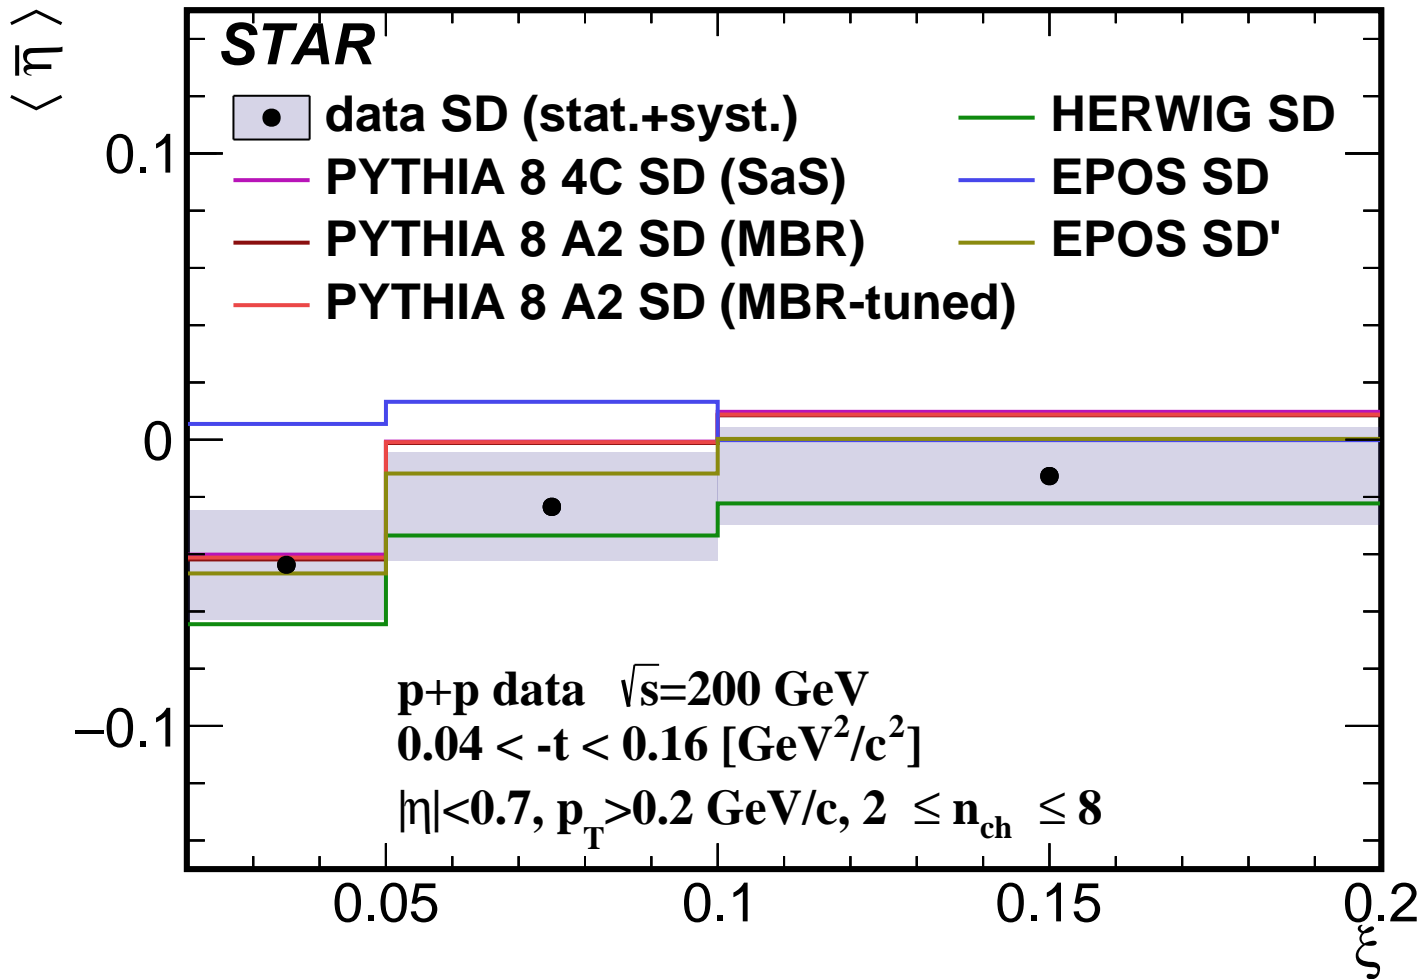 ⟨ η̅ ⟩
STAR
data SD (stat.+syst.)
PYTHIA 8 4C SD (SaS)
PYTHIA 8 A2 SD (MBR)
PYTHIA 8 A2 SD (MBR-tuned)
HERWIG SD
EPOS SD
EPOS SD'
0.1
0
−0.1
p+p data √s=200 GeV
0.04 < -t < 0.16 [GeV²/c²]
|η|<0.7, p_T>0.2 GeV/c, 2 ≤ n_ch ≤ 8
0.05 0.1 0.15 0.2
ξ